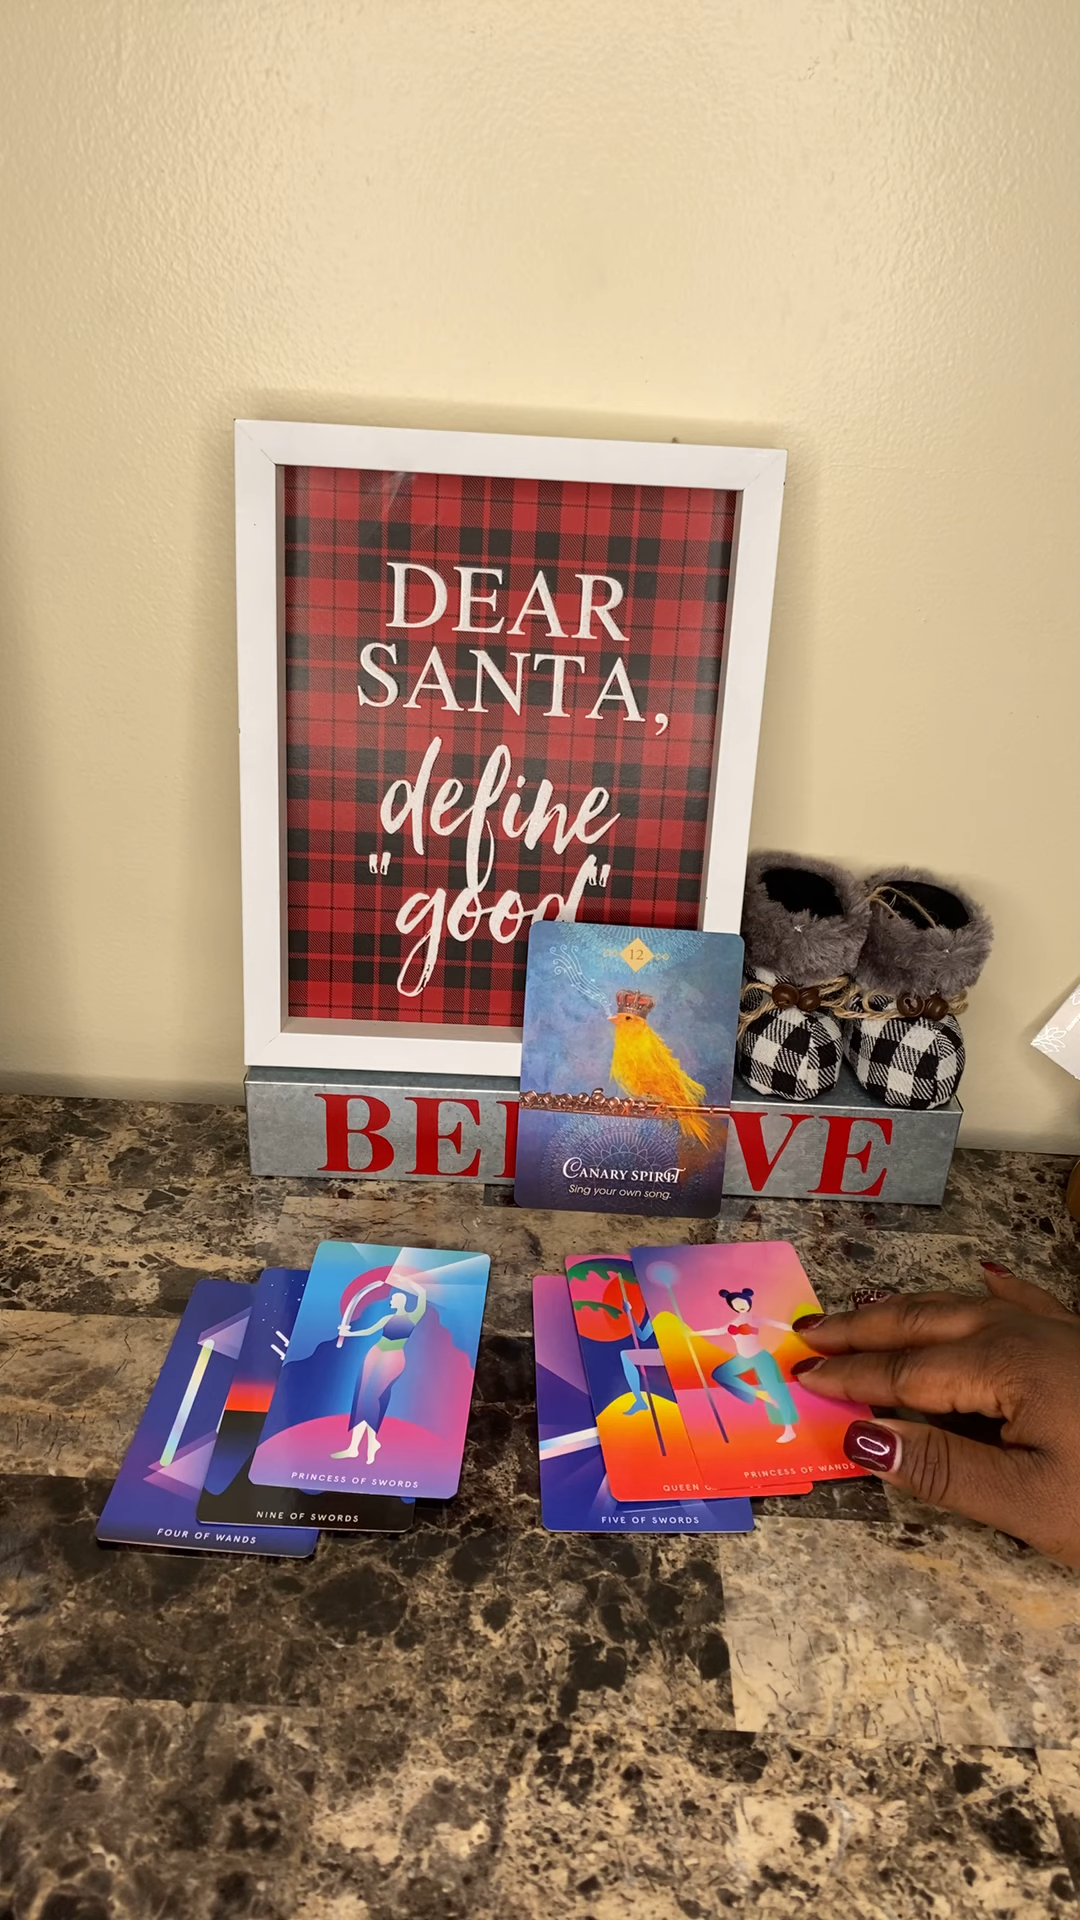 DEAR
SANTA,
define
"good"
12
CANARY SPIRIT
Sing your own song.
BE VE
PRINCESS OF SWORDS
NINE OF SWORDS
FOUR OF WANDS
PRINCESS OF WANDS
QUEEN
FIVE OF SWORDS